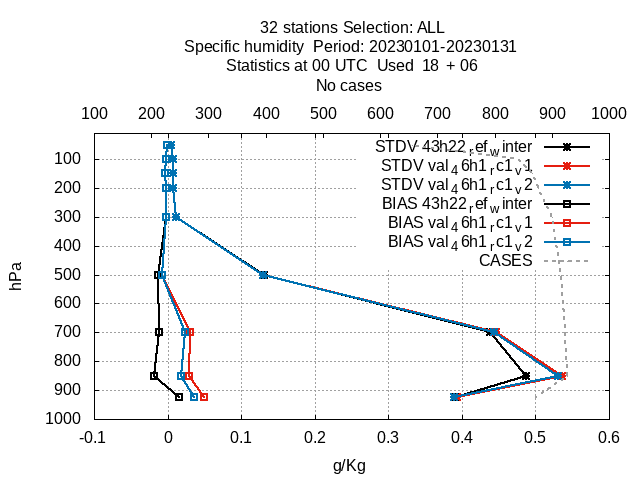 32 stations Selection: ALL
Specific humidity  Period: 20230101-20230131
Statistics at 00 UTC  Used  18  + 06
No cases
100 200 300 400 500 600 700 800 900 1000
STDV 43h22_ref_winter
STDV val_46h1_rc1_v1
STDV val_46h1_rc1_v2
BIAS 43h22_ref_winter
BIAS val_46h1_rc1_v1
BIAS val_46h1_rc1_v2
CASES
100
200
300
400
500
600
700
800
900
1000
hPa
-0.1 0 0.1 0.2 0.3 0.4 0.5 0.6
g/Kg